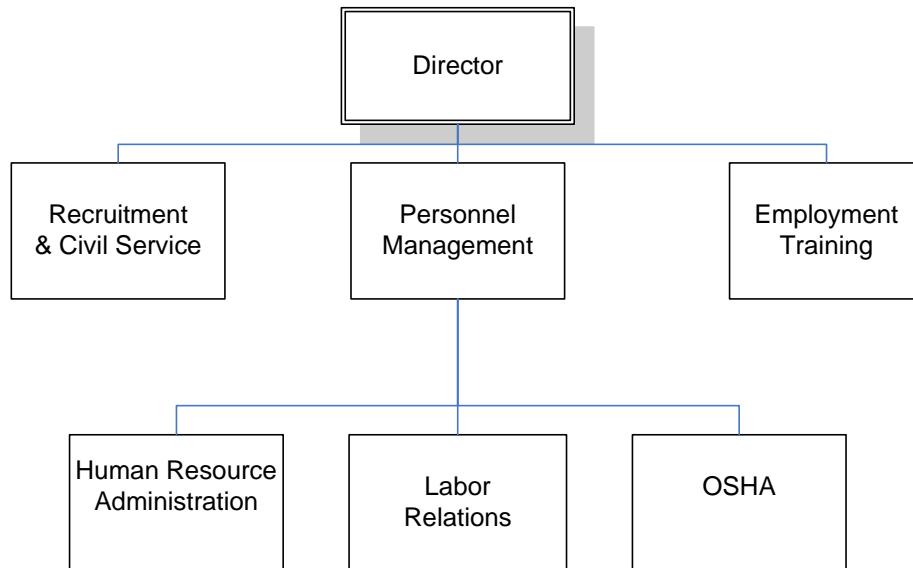 Director
Recruitment
& Civil Service
Personnel
Management
Employment
Training
Human Resource
Administration
Labor
Relations
OSHA